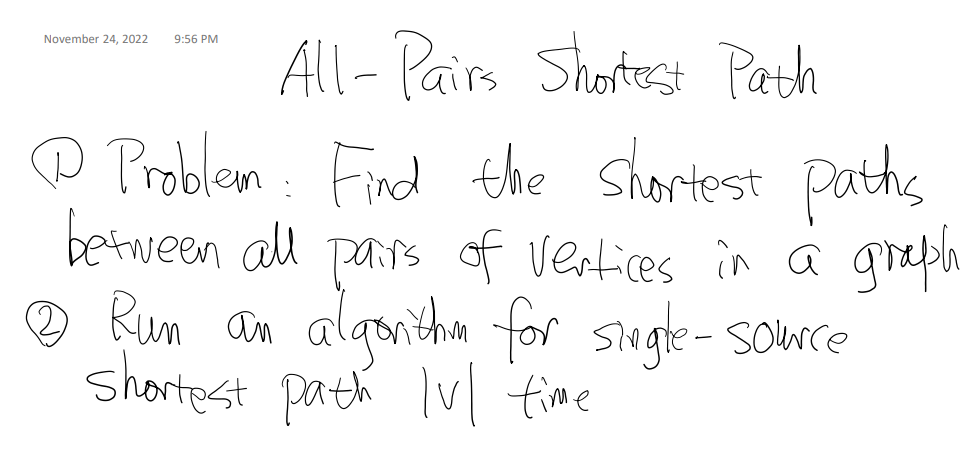 November 24, 2022 9:56 PM
All-Pairs Shortest Path
① Problem: Find the shortest paths
between all pairs of vertices in a graph
② Run an algorithm for single-source
shortest path |V| time